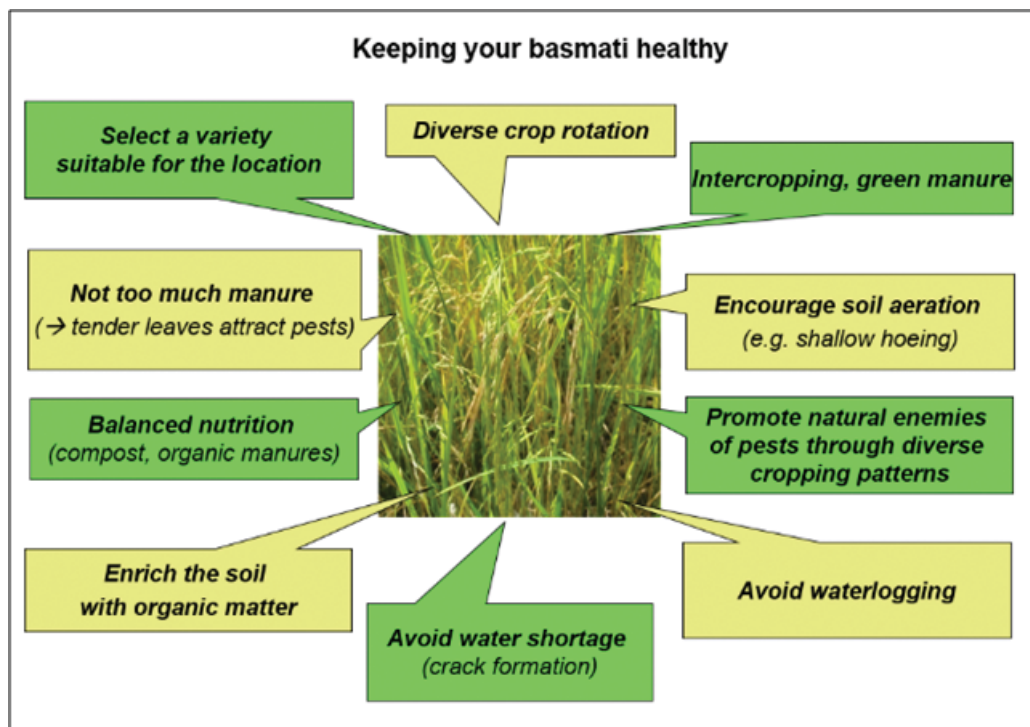 Keeping your basmati healthy
Select a variety
suitable for the location
Diverse crop rotation
Intercropping, green manure
Not too much manure
(→ tender leaves attract pests)
Encourage soil aeration
(e.g. shallow hoeing)
Balanced nutrition
(compost, organic manures)
Promote natural enemies
of pests through diverse
cropping patterns
Enrich the soil
with organic matter
Avoid water shortage
(crack formation)
Avoid waterlogging